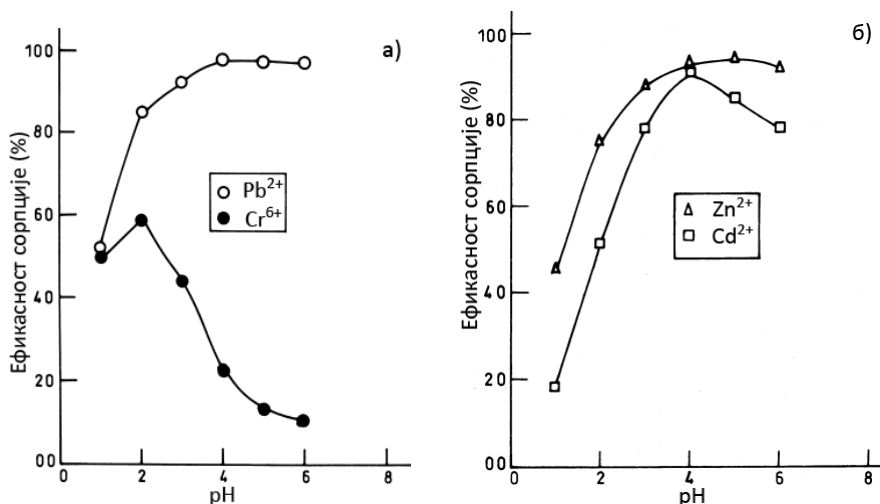 а)
Ефикасност сорпције (%)
100
80
60
40
20
00
Pb2+
Cr6+
0
2
4
6
8
pH
б)
Ефикасност сорпције (%)
100
80
60
40
20
00
Zn2+
Cd2+
0
2
4
6
8
pH